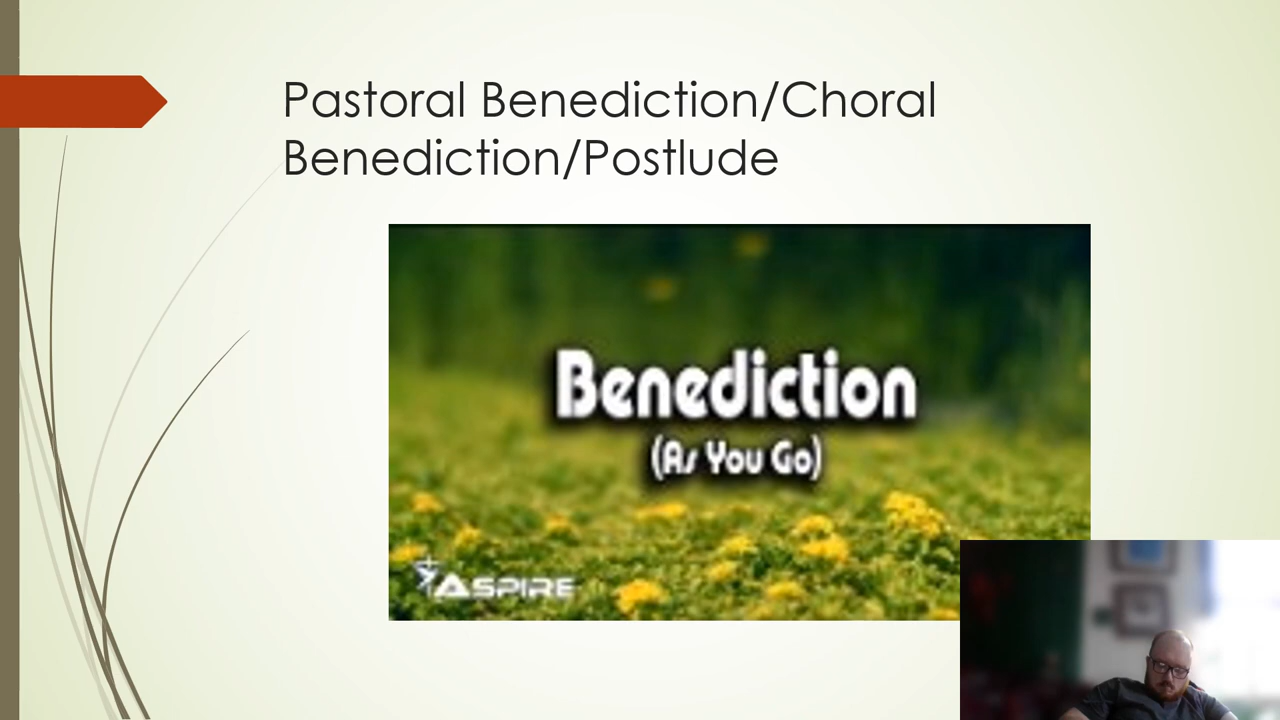 Pastoral Benediction/Choral
Benediction/Postlude
Benediction
(As You Go)
ASPIRE